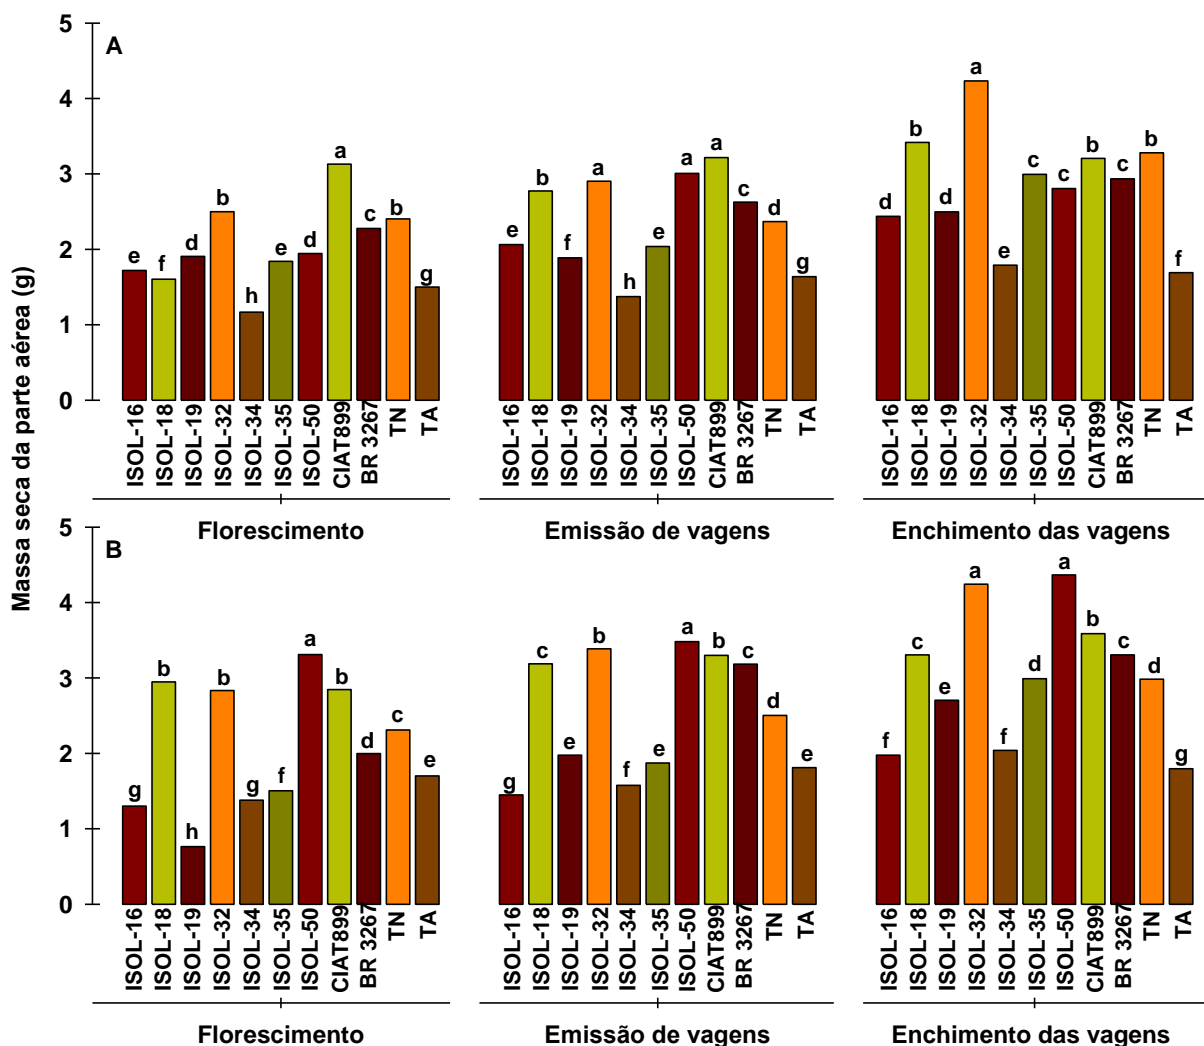 Massa seca da parte aérea (g)
A
5
4
3
2
1
0
e f d b h e d a c b g
e b f a h e a a c d g
d b d a e c c b c b f
ISOL-16 ISOL-18 ISOL-19 ISOL-32 ISOL-34 ISOL-35 ISOL-50 CIAT899 BR 3267 TN TA
ISOL-16 ISOL-18 ISOL-19 ISOL-32 ISOL-34 ISOL-35 ISOL-50 CIAT899 BR 3267 TN TA
ISOL-16 ISOL-18 ISOL-19 ISOL-32 ISOL-34 ISOL-35 ISOL-50 CIAT899 BR 3267 TN TA
Florescimento Emissão de vagens Enchimento das vagens
B
5
4
3
2
1
0
g b h b g f a b d c e
g c e b f e a b c d e
f c e a f d a b c d g
ISOL-16 ISOL-18 ISOL-19 ISOL-32 ISOL-34 ISOL-35 ISOL-50 CIAT899 BR 3267 TN TA
ISOL-16 ISOL-18 ISOL-19 ISOL-32 ISOL-34 ISOL-35 ISOL-50 CIAT899 BR 3267 TN TA
ISOL-16 ISOL-18 ISOL-19 ISOL-32 ISOL-34 ISOL-35 ISOL-50 CIAT899 BR 3267 TN TA
Florescimento Emissão de vagens Enchimento das vagens